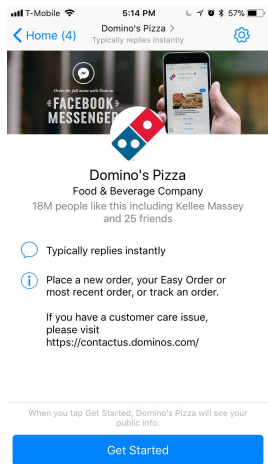 T-Mobile 5:14 PM 57%
Home (4)
Domino's Pizza
Typically replies instantly
Order the full menu with Dom on
FACEBOOK
MESSENGER
Domino's Pizza
Food & Beverage Company
18M people like this including Kellee Massey
and 25 friends
Typically replies instantly
Place a new order, your Easy Order or
most recent order, or track an order.
If you have a customer care issue,
please visit
https://contactus.dominos.com/
When you tap Get Started, Domino's Pizza will see your
public info.
Get Started